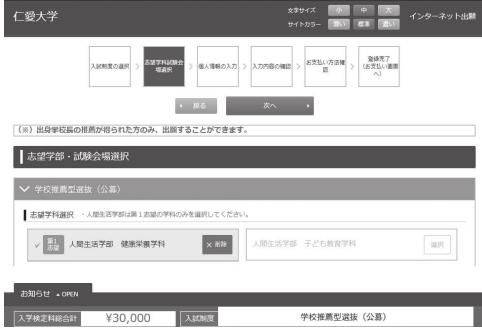 仁愛大学
文字サイズ 小 中 大
サイトカラー 薄い 標準 濃い
インターネット出願
入試制度の選択 > 志望学科試験会場選択 > 個人情報の入力 > 入力内容の確認 > お支払い方法確認 > 登録完了（お支払い画面へ）
戻る 次へ
(※) 出身学校長の推薦が得られた方のみ、出願することができます。
志望学部・試験会場選択
学校推薦型選抜（公募）
志望学科選択 ・人間生活学部は第1志望の学科のみを選択してください。
✓ 第1志望 人間生活学部 健康栄養学科 ×削除
人間生活学部 子ども教育学科 選択
お知らせ ▲OPEN
入学検定料総合計 ¥30,000 入試制度 学校推薦型選抜（公募）